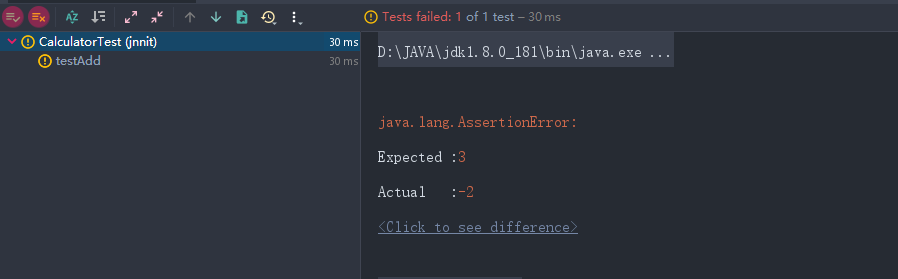 Tests failed: 1 of 1 test – 30 ms
CalculatorTest (jnnit) 30 ms
testAdd 30 ms
D:\JAVA\jdk1.8.0_181\bin\java.exe ...
java.lang.AssertionError:
Expected :3
Actual :-2
<Click to see difference>